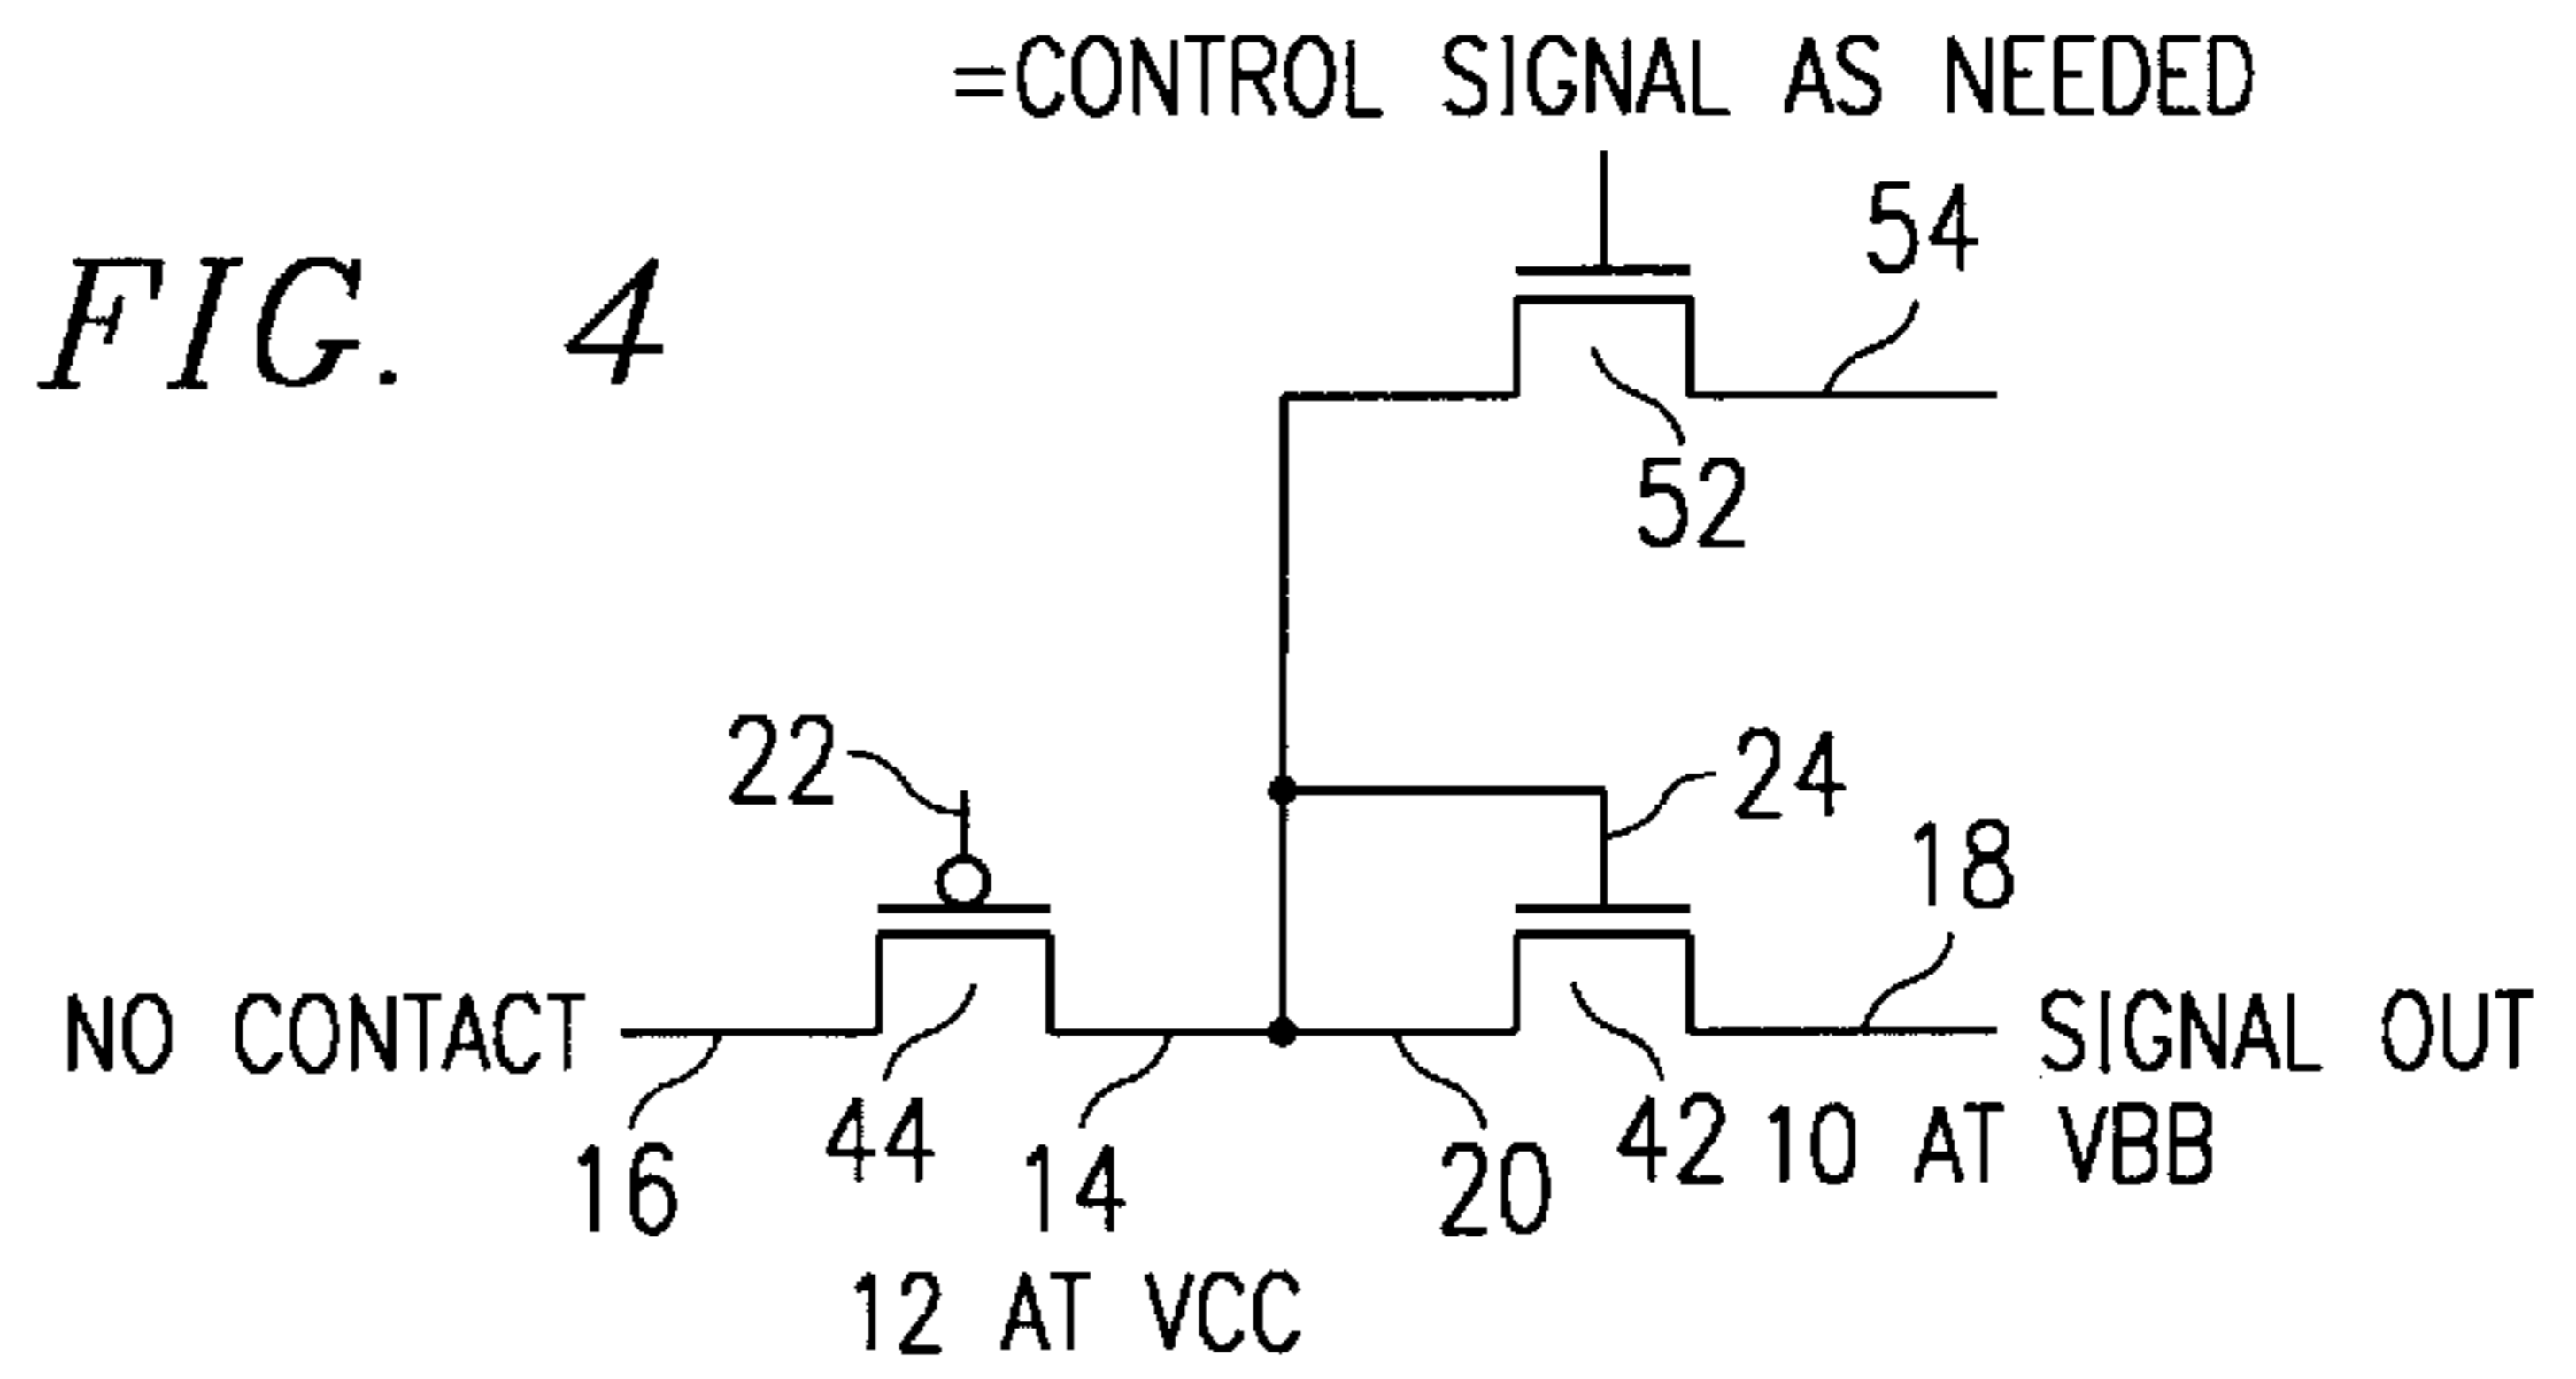 =CONTROL SIGNAL AS NEEDED
54
FIG. 4
52
22
24
18
NO CONTACT
SIGNAL OUT
16
44
14
20
42
10 AT VBB
12 AT VCC